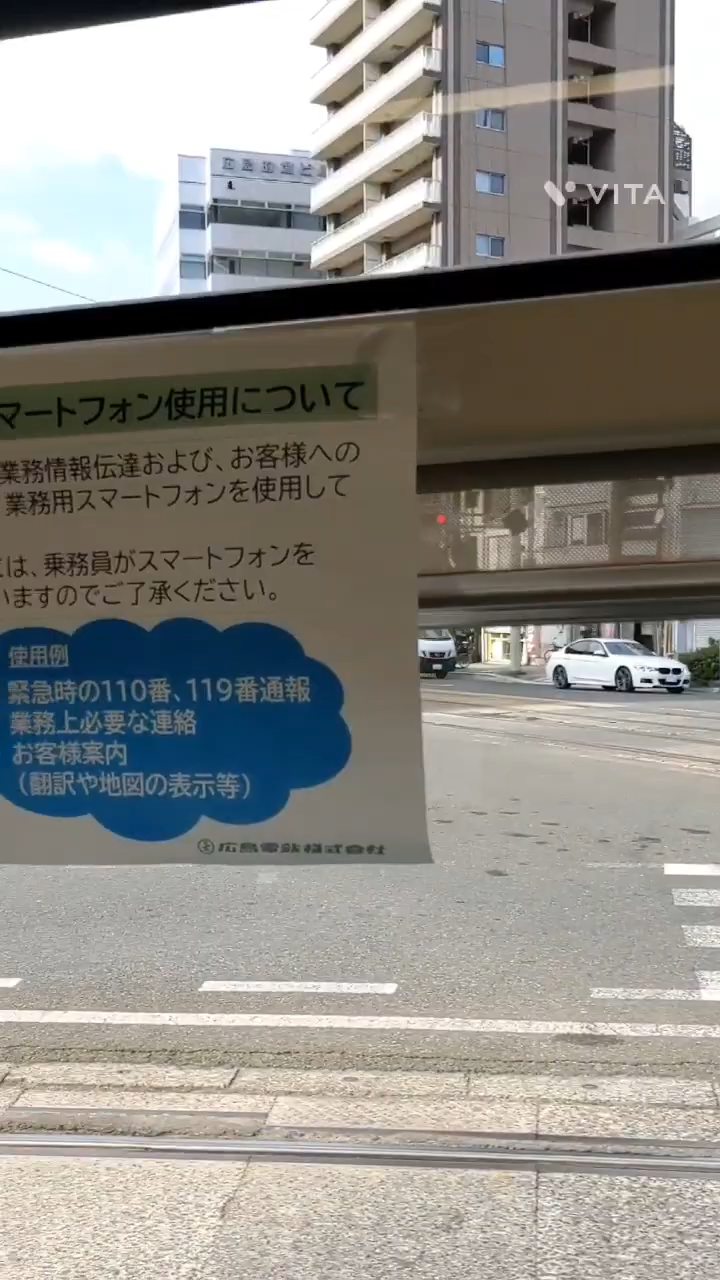 VITA
マートフォン使用について
業務情報伝達および、お客様への
業務用スマートフォンを使用して
は、乗務員がスマートフォンを
いますのでご了承ください。
使用例
緊急時の110番、119番通報
業務上必要な連絡
お客様案内
（翻訳や地図の表示等）
広島電鉄株式会社